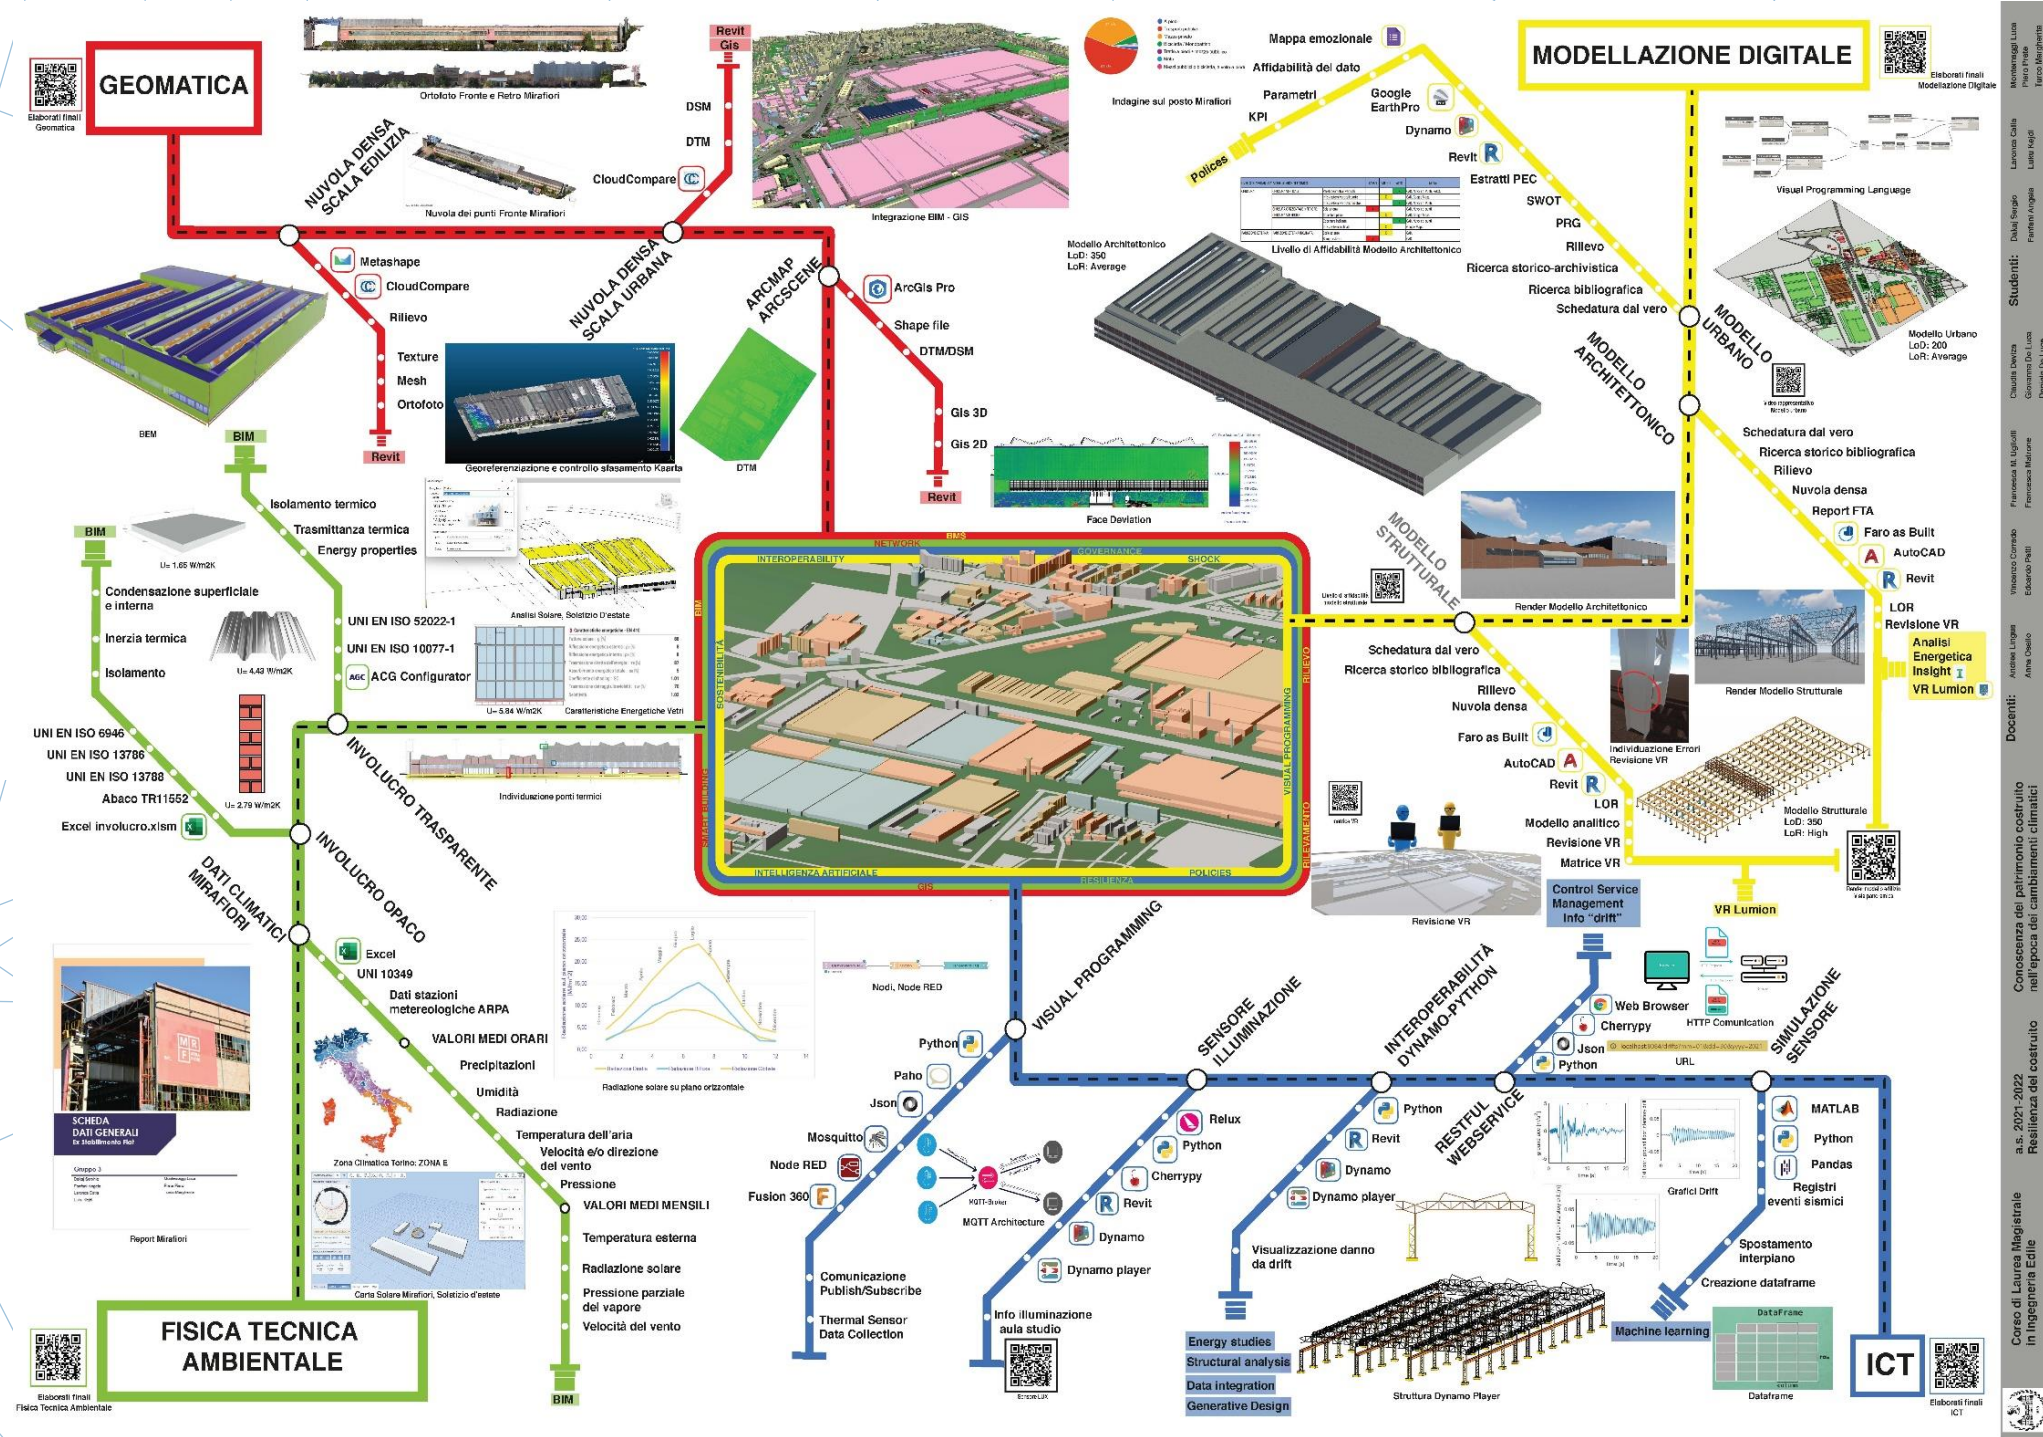 GEOMATICA
Elaborati finali
Geomatica
Ortofoto Fronte e Retro Mirafiori
NUVOLA DENSA
SCALA EDILIZIA
Nuvola dei punti Fronte Mirafiori
Metashape
CloudCompare
Rilievo
Texture
Mesh
Ortofoto
Revit
Revit
Gis
DSM
DTM
CloudCompare
NUVOLA DENSA
SCALA URBANA
Integrazione BIM - GIS
ARCMAP
ARCSCENE
ArcGis Pro
Shape file
DTM/DSM
Gis 3D
Gis 2D
Revit
BEM
Georeferenziazione e controllo sfasamento Kaarta
DTM
Face Deviation
MODELLAZIONE DIGITALE
Elaborati finali
Modellazione Digitale
Indagine sul posto Mirafiori
Mappa emozionale
Affidabilità del dato
Parametri
KPI
Polices
Google
EarthPro
Dynamo
Revit
Estratti PEC
SWOT
PRG
Rilievo
Ricerca storico-archivistica
Ricerca bibliografica
Schedatura dal vero
Livello di Affidabilità Modello Architettonico
Modello Architettonico
LoD: 350
LoR: Average
Visual Programming Language
Modello Urbano
LoD: 200
LoR: Average
MODELLO
URBANO
MODELLO
ARCHITETTONICO
Schedatura dal vero
Ricerca storico bibliografica
Rilievo
Nuvola densa
Report FTA
Faro as Built
AutoCAD
Revit
LOR
Revisione VR
Analisi
Energetica
Insight
VR Lumion
Render Modello Architettonico
MODELLO
STRUTTURALE
Render Modello Strutturale
Individuazione Errori
Revisione VR
Modello Strutturale
LoD: 350
LoR: High
Schedatura dal vero
Ricerca storico bibliografica
Rilievo
Nuvola densa
Faro as Built
AutoCAD
Revit
LOR
Modello analitico
Revisione VR
Matrice VR
VR Lumion
Revisione VR
BIM
Isolamento termico
Trasmittanza termica
Energy properties
UNI EN ISO 52022-1
UNI EN ISO 10077-1
AGC
ACG Configurator
Analisi Solare, Solstizio D'estate
U= 5.84 W/m2K
Caratteristiche Energetiche Vetri
BIM
U= 1.65 W/m2K
Condensazione superficiale
e interna
Inerzia termica
Isolamento
U= 4.43 W/m2K
UNI EN ISO 6946
UNI EN ISO 13786
UNI EN ISO 13788
Abaco TR11552
Excel involucro.xlsm
U= 2.79 W/m2K
INVOLUCRO TRASPARENTE
INVOLUCRO OPACO
DATI CLIMATICI
MIRAFIORI
Individuazione ponti termici
BMS
NETWORK
GOVERNANCE
INTEROPERABILITY
SHOCK
BIM
SOSTENIBILITÀ
SMART BUILDING
RILIEVO
VISUAL PROGRAMMING
RILEVAMENTO
INTELLIGENZA ARTIFICIALE
RESILIENZA
POLICIES
GIS
Excel
UNI 10349
Dati stazioni
metereologiche ARPA
VALORI MEDI ORARI
Precipitazioni
Umidità
Radiazione
Temperatura dell'aria
Velocità e/o direzione
del vento
Pressione
VALORI MEDI MENSILI
Temperatura esterna
Radiazione solare
Pressione parziale
del vapore
Velocità del vento
BIM
Radiazione solare su piano orizzontale
Zona Climatica Torino: ZONA E
Carta Solare Mirafiori, Solstizio d'estate
SCHEDA
DATI GENERALI
Ex Stabilimento Fiat
Gruppo 3
Report Mirafiori
FISICA TECNICA
AMBIENTALE
Elaborati finali
Fisica Tecnica Ambientale
VISUAL PROGRAMMING
Nodi, Node RED
Python
Paho
Json
Mosquitto
Node RED
Fusion 360
Comunicazione
Publish/Subscribe
Thermal Sensor
Data Collection
MQTT-Broker
MQTT Architecture
SENSORE
ILLUMINAZIONE
Relux
Python
Cherrypy
Revit
Dynamo
Dynamo player
Info illuminazione
aula studio
Sensore LUX
INTEROPERABILITÀ
DYNAMO-PYTHON
Python
Revit
Dynamo
Dynamo player
Visualizzazione danno
da drift
Energy studies
Structural analysis
Data integration
Generative Design
Struttura Dynamo Player
Control Service
Management
Info "drift"
Web Browser
Cherrypy
Json
Python
RESTFUL
WEBSERVICE
HTTP Comunication
URL
SIMULAZIONE
SENSORE
MATLAB
Python
Pandas
Registri
eventi sismici
Spostamento
interpiano
Creazione dataframe
Machine learning
Grafici Drift
DataFrame
Dataframe
ICT
Elaborati finali
ICT
Studenti:
Docenti:
Conoscenza del patrimonio costruito
nell'epoca dei cambiamenti climatici
a.s. 2021-2022
Resilienza del costruito
Corso di Laurea Magistrale
in Ingegneria Edile